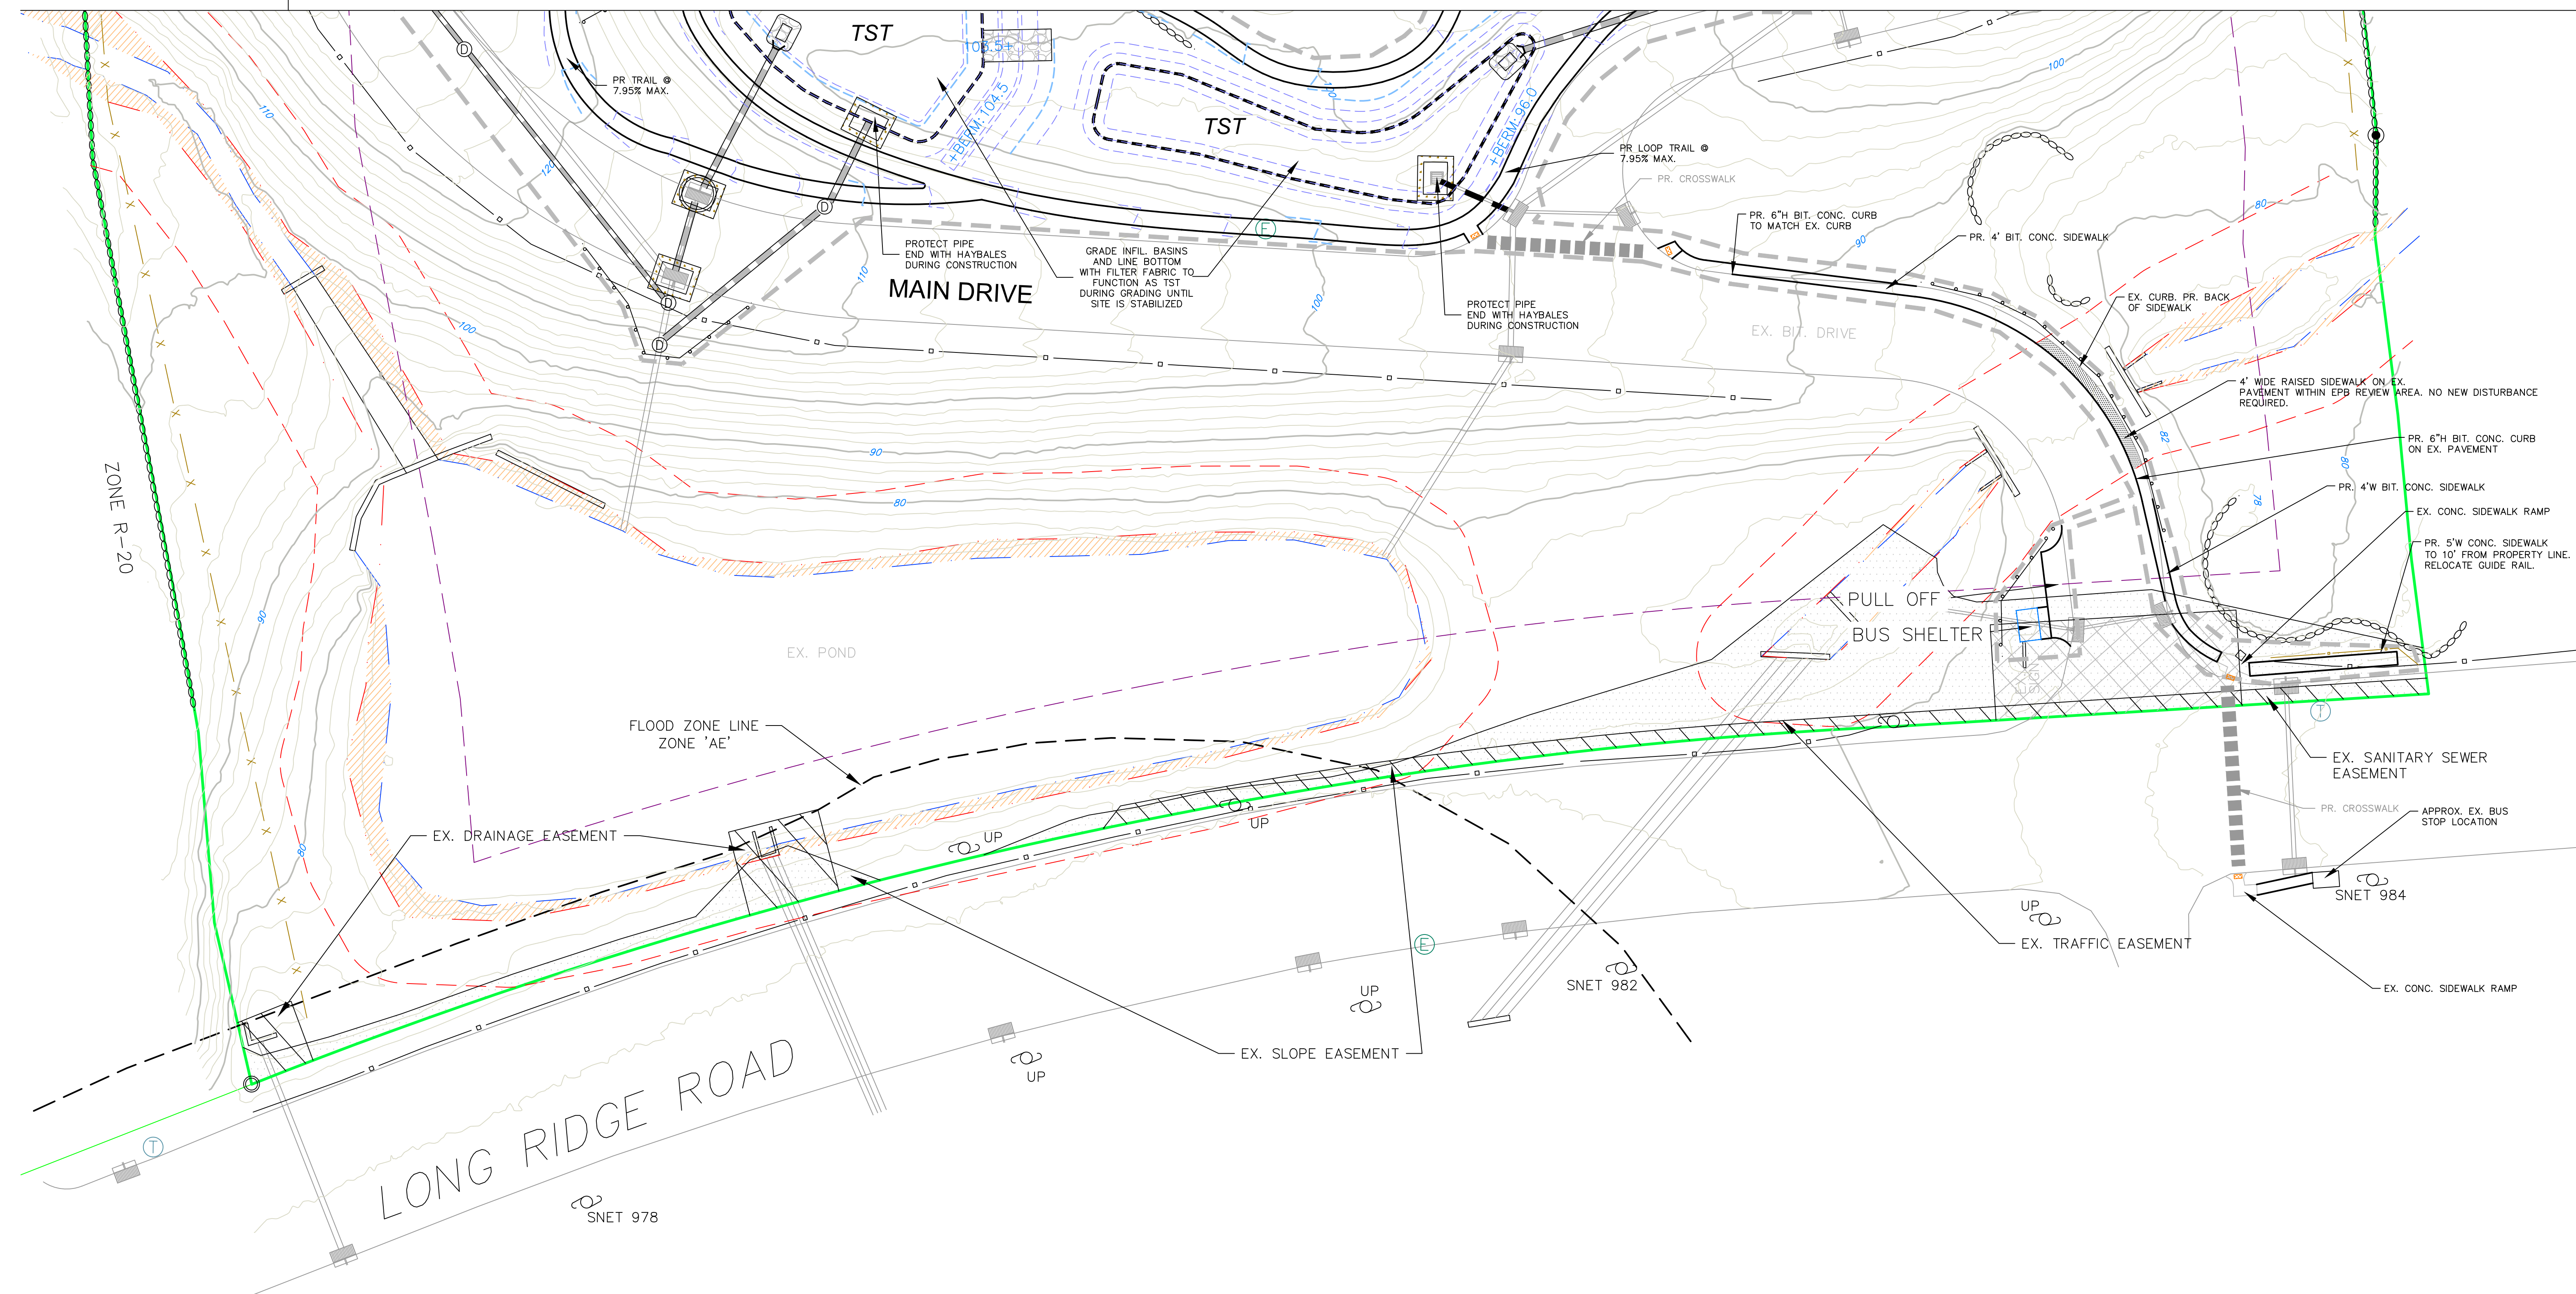 TST
103.5+
PR TRAIL @
7.95% MAX.
+BERM: 104.5
TST
+BERM: 96.0
PR LOOP TRAIL @
7.95% MAX.
PR. CROSSWALK
100
110
120
110
100
80
90
PR. 6"H BIT. CONC. CURB
TO MATCH EX. CURB
PR. 4' BIT. CONC. SIDEWALK
PROTECT PIPE
END WITH HAYBALES
DURING CONSTRUCTION
GRADE INFIL. BASINS
AND LINE BOTTOM
WITH FILTER FABRIC TO
FUNCTION AS TST
DURING GRADING UNTIL
SITE IS STABILIZED
MAIN DRIVE
PROTECT PIPE
END WITH HAYBALES
DURING CONSTRUCTION
EX. CURB. PR. BACK
OF SIDEWALK
EX. BIT. DRIVE
D
D
D
D
E
100
4' WIDE RAISED SIDEWALK ON EX.
PAVEMENT WITHIN EPB REVIEW AREA. NO NEW DISTURBANCE
REQUIRED.
82
80
78
90
80
PR. 6"H BIT. CONC. CURB
ON EX. PAVEMENT
PR. 4'W BIT. CONC. SIDEWALK
EX. CONC. SIDEWALK RAMP
PR. 5'W CONC. SIDEWALK
TO 10' FROM PROPERTY LINE.
RELOCATE GUIDE RAIL.
ZONE R-20
90
80
EX. POND
PULL OFF
BUS SHELTER
EX.
SIGN
FLOOD ZONE LINE
ZONE 'AE'
T
EX. SANITARY SEWER
EASEMENT
PR. CROSSWALK
APPROX. EX. BUS
STOP LOCATION
EX. DRAINAGE EASEMENT
UP
UP
SNET 984
UP
EX. TRAFFIC EASEMENT
E
SNET 982
UP
EX. CONC. SIDEWALK RAMP
EX. SLOPE EASEMENT
UP
T
LONG RIDGE ROAD
SNET 978